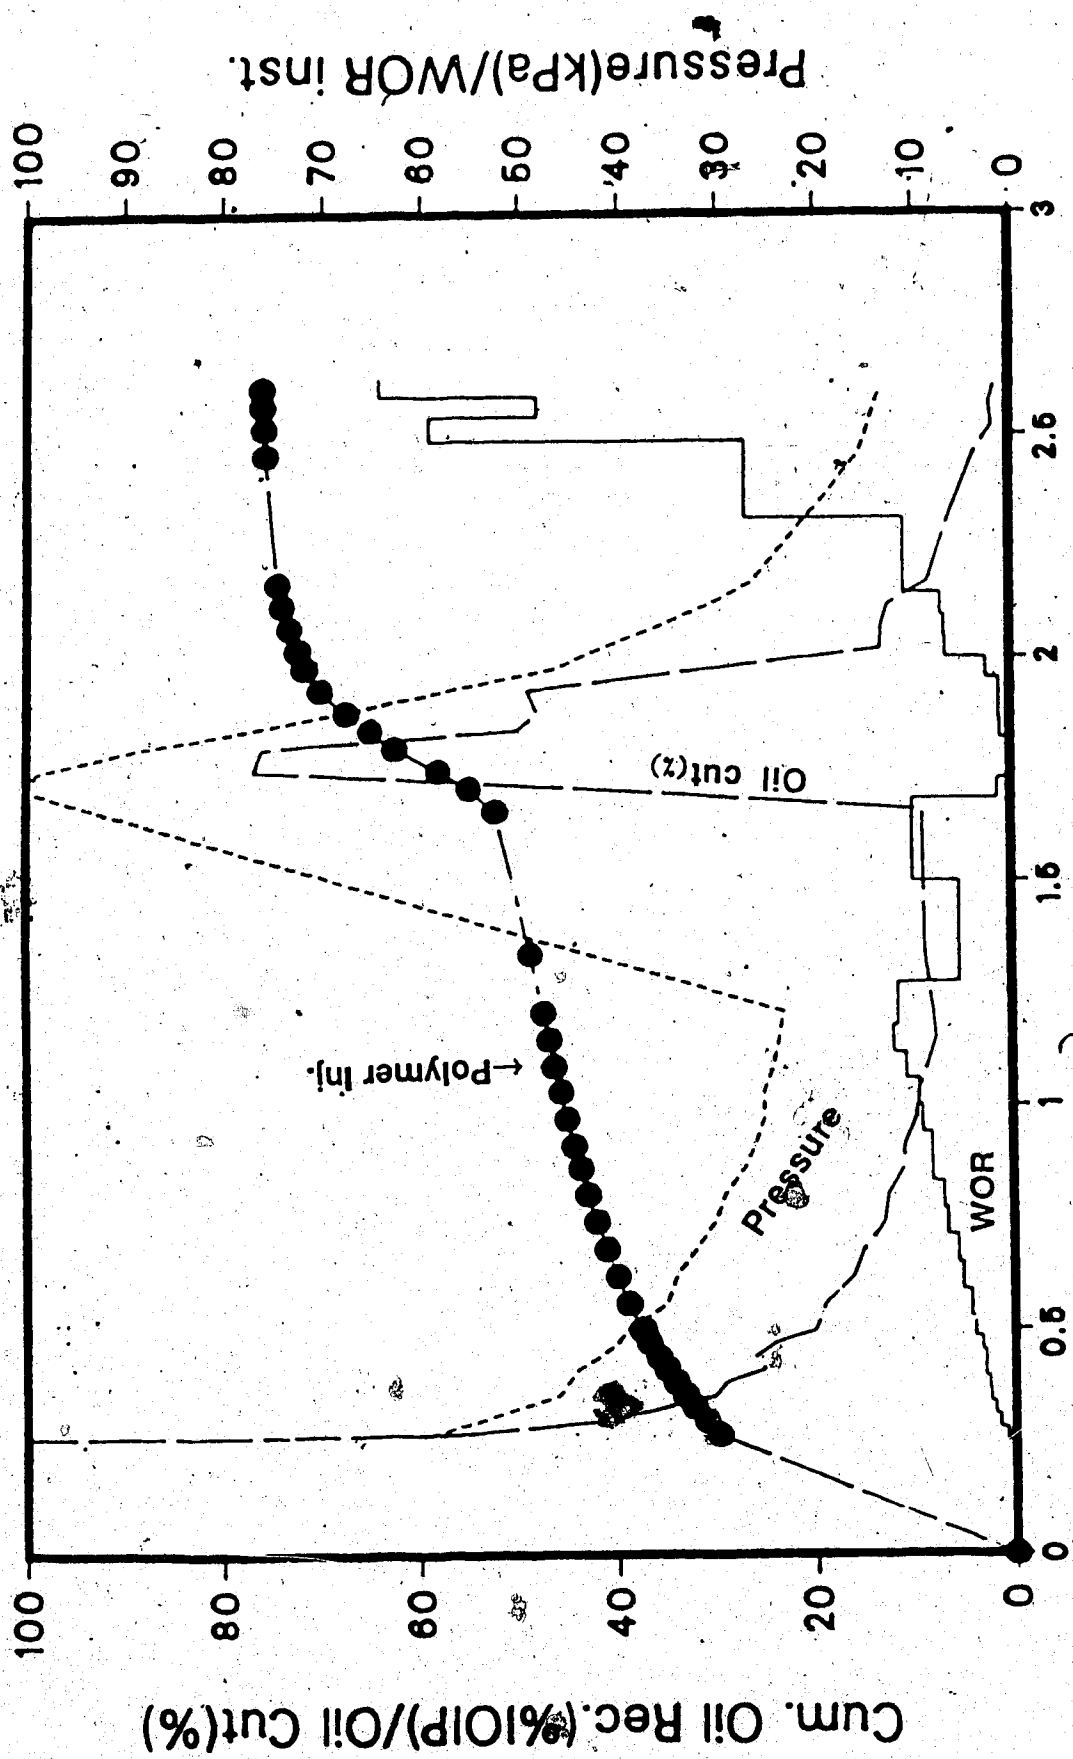 Pressure(kPa)/WOR inst.
100 90 80 70 60 50 40 30 20 10 0
Oil cut(%)
←Polymer Inj.
Pressure
WOR
0 0.5 1 1.5 2 2.5 3
100 80 60 40 20 0
Cum. Oil Rec.(%IOIP)/Oil Cut(%)